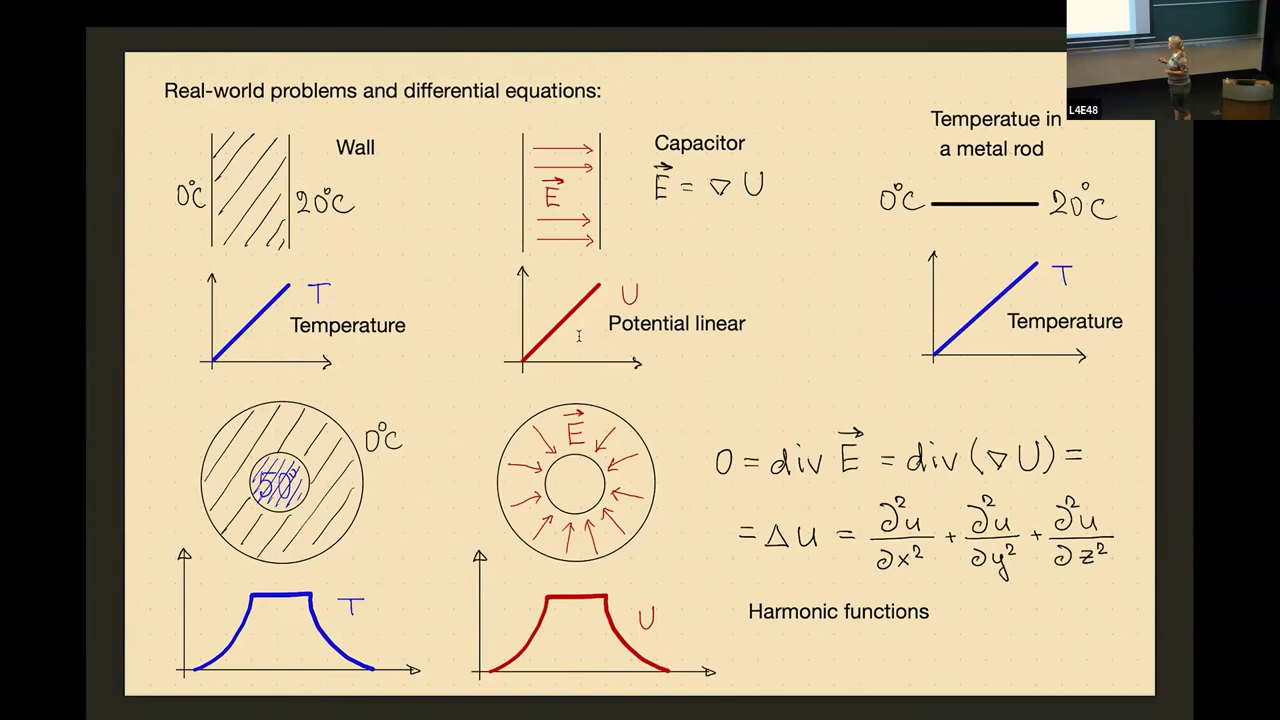 Real-world problems and differential equations:
L4E48
Wall
0°C
20°C
T
Temperature
Capacitor
E⃗ = ▽ U
E⃗
U
Potential linear
Temperatue in
a metal rod
0°C
20°C
T
Temperature
50°
0°C
T
E⃗
U
0 = div E⃗ = div (▽ U) =
= Δ u = ∂²u/∂x² + ∂²u/∂y² + ∂²u/∂z²
Harmonic functions